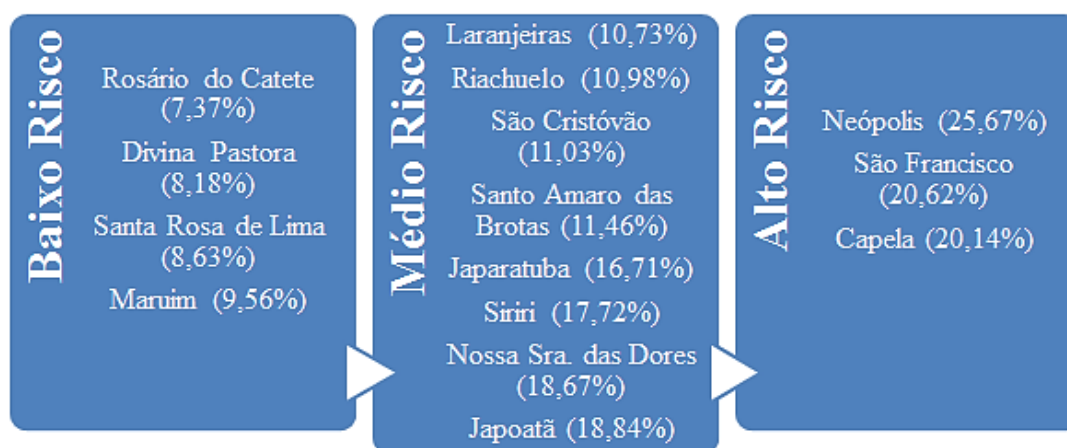 Baixo Risco
Rosário do Catete
(7,37%)
Divina Pastora
(8,18%)
Santa Rosa de Lima
(8,63%)
Maruim (9,56%)
Médio Risco
Laranjeiras (10,73%)
Riachuelo (10,98%)
São Cristóvão
(11,03%)
Santo Amaro das
Brotas (11,46%)
Japaratuba (16,71%)
Siriri (17,72%)
Nossa Sra. das Dores
(18,67%)
Japoatã (18,84%)
Alto Risco
Neópolis (25,67%)
São Francisco
(20,62%)
Capela (20,14%)